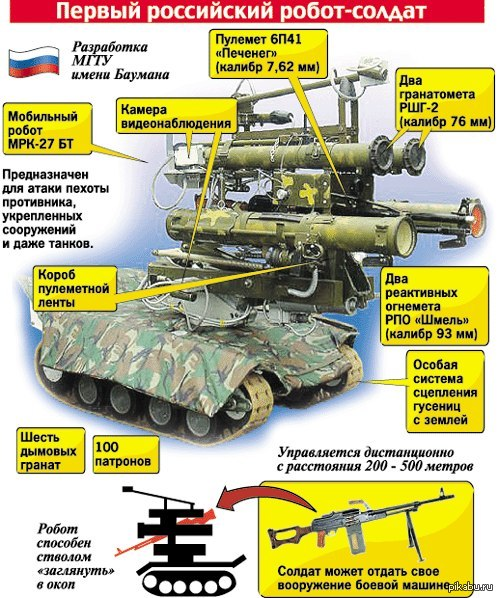 Первый российский робот-солдат
Разработка
МГТУ
имени Баумана
Пулемет 6П41
«Печенег»
(калибр 7,62 мм)
Два
гранатомета
РШГ-2
(калибр 76 мм)
Камера
видеонаблюдения
Мобильный
робот
МРК-27 БТ
Предназначен
для атаки пехоты
противника,
укрепленных
сооружений
и даже танков.
Короб
пулеметной
ленты
Два
реактивных
огнемета
РПО «Шмель»
(калибр 93 мм)
Особая
система
сцепления
гусениц
с землей
Шесть
дымовых
гранат
100
патронов
Управляется дистанционно
с расстояния 200 - 500 метров
Робот
способен
стволом
«заглянуть»
в окоп
Солдат может отдать свое
вооружение боевой машине
pikabu.ru